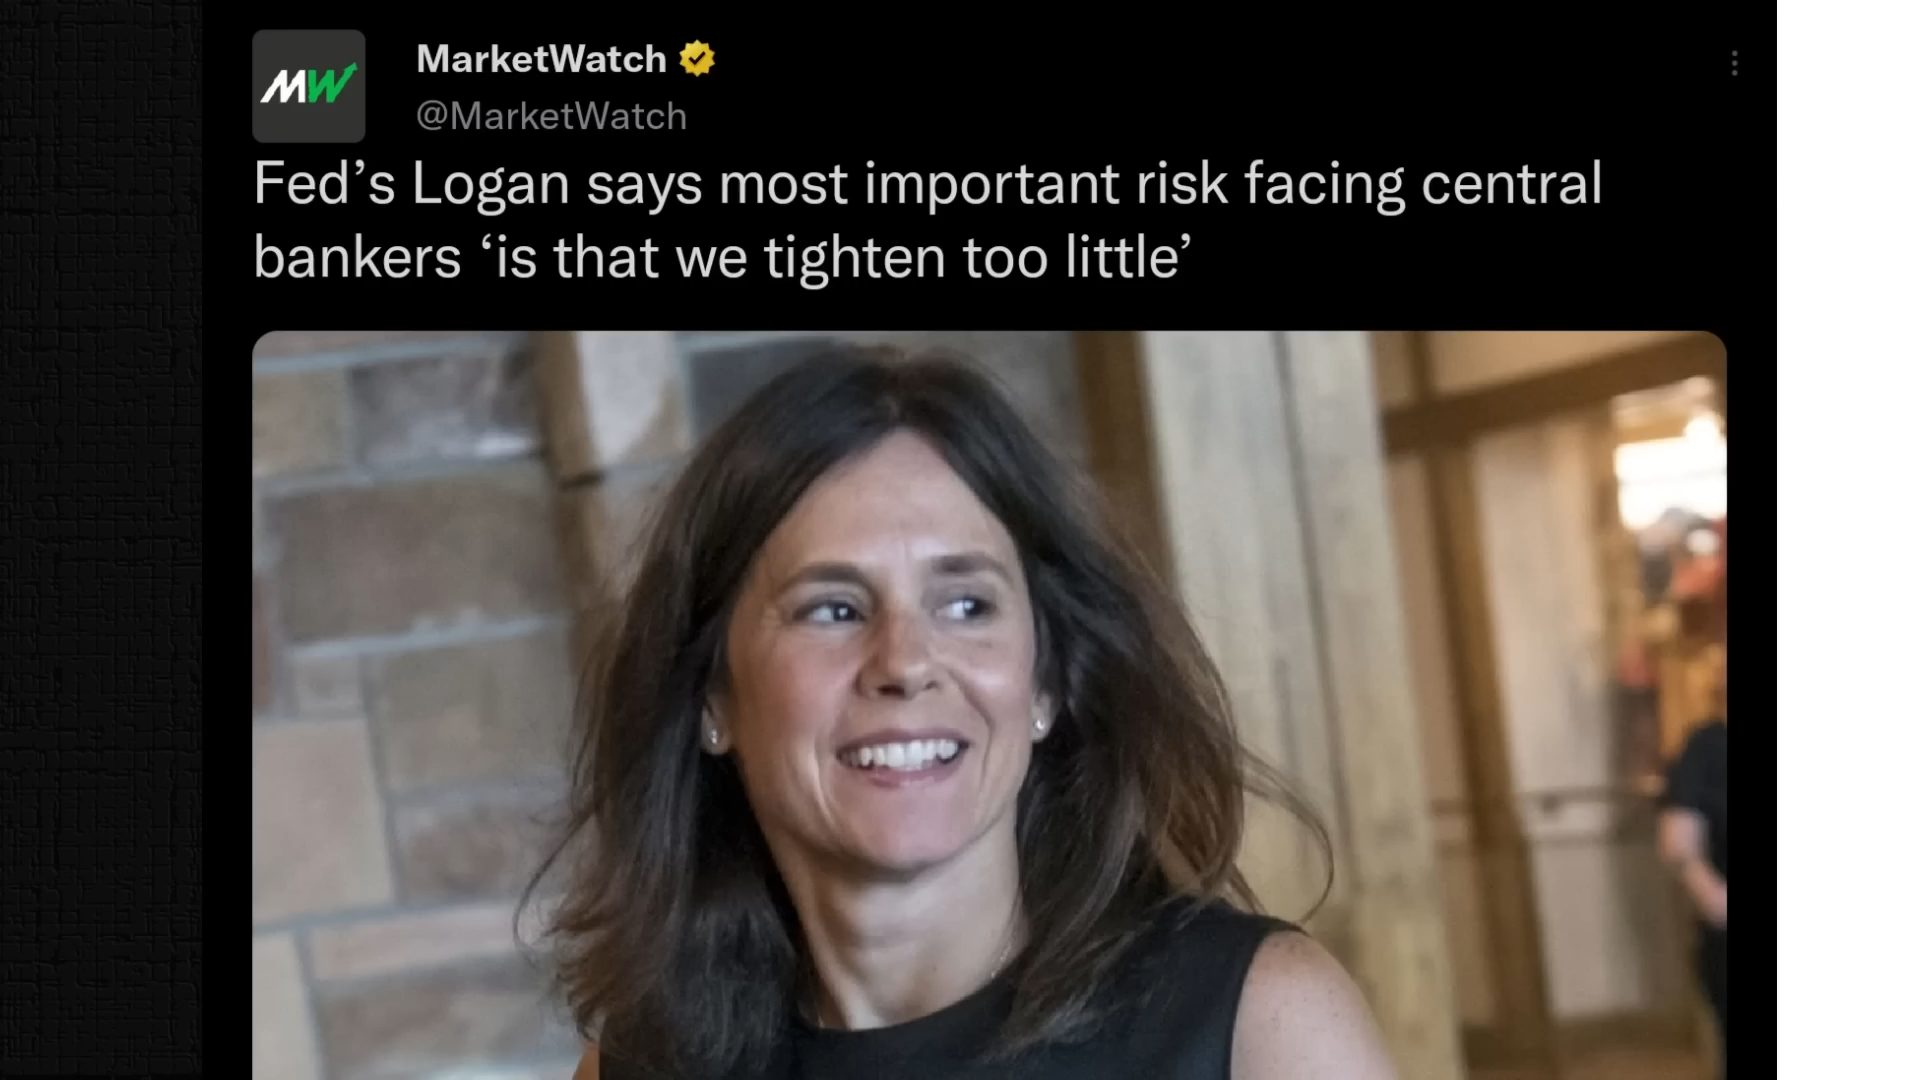 MW
MarketWatch
@MarketWatch
Fed’s Logan says most important risk facing central
bankers ‘is that we tighten too little’